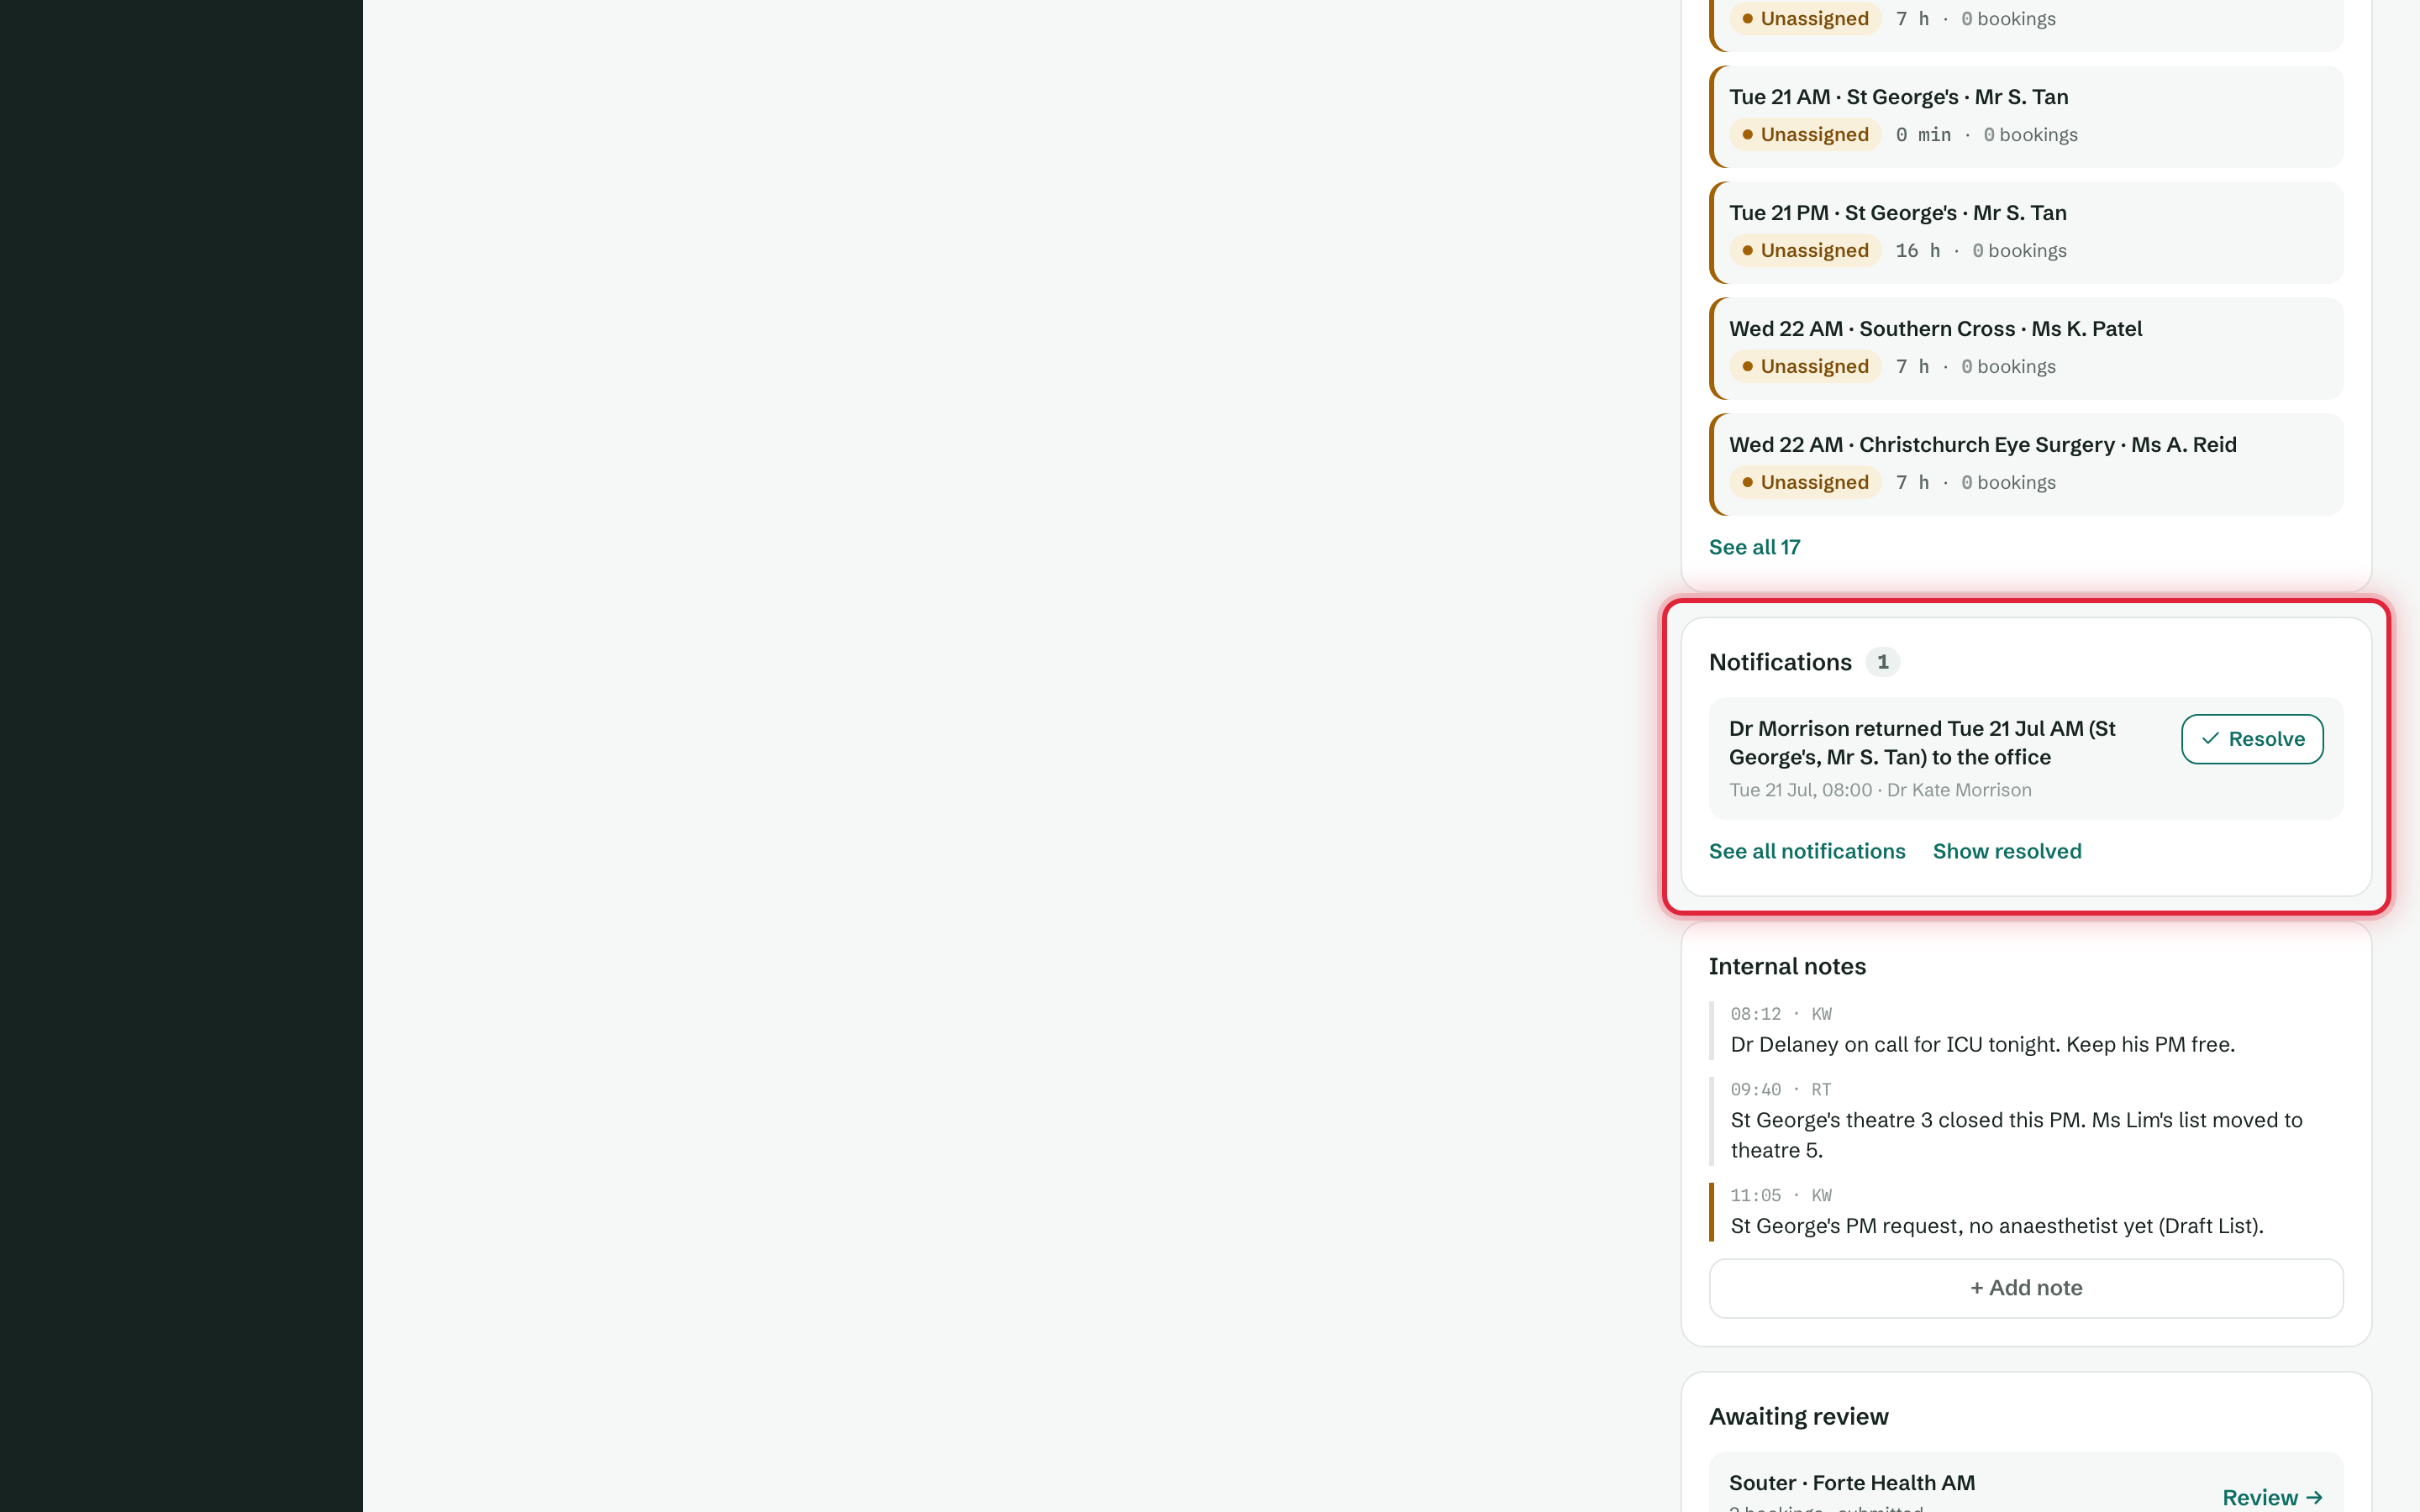 Unassigned 7 h · 0 bookings
Tue 21 AM · St George's · Mr S. Tan
Unassigned 0 min · 0 bookings
Tue 21 PM · St George's · Mr S. Tan
Unassigned 16 h · 0 bookings
Wed 22 AM · Southern Cross · Ms K. Patel
Unassigned 7 h · 0 bookings
Wed 22 AM · Christchurch Eye Surgery · Ms A. Reid
Unassigned 7 h · 0 bookings
See all 17
Notifications 1
Dr Morrison returned Tue 21 Jul AM (St
George's, Mr S. Tan) to the office
Resolve
Tue 21 Jul, 08:00 · Dr Kate Morrison
See all notifications Show resolved
Internal notes
08:12 · KW
Dr Delaney on call for ICU tonight. Keep his PM free.
09:40 · RT
St George's theatre 3 closed this PM. Ms Lim's list moved to
theatre 5.
11:05 · KW
St George's PM request, no anaesthetist yet (Draft List).
+ Add note
Awaiting review
Souter · Forte Health AM
Review →